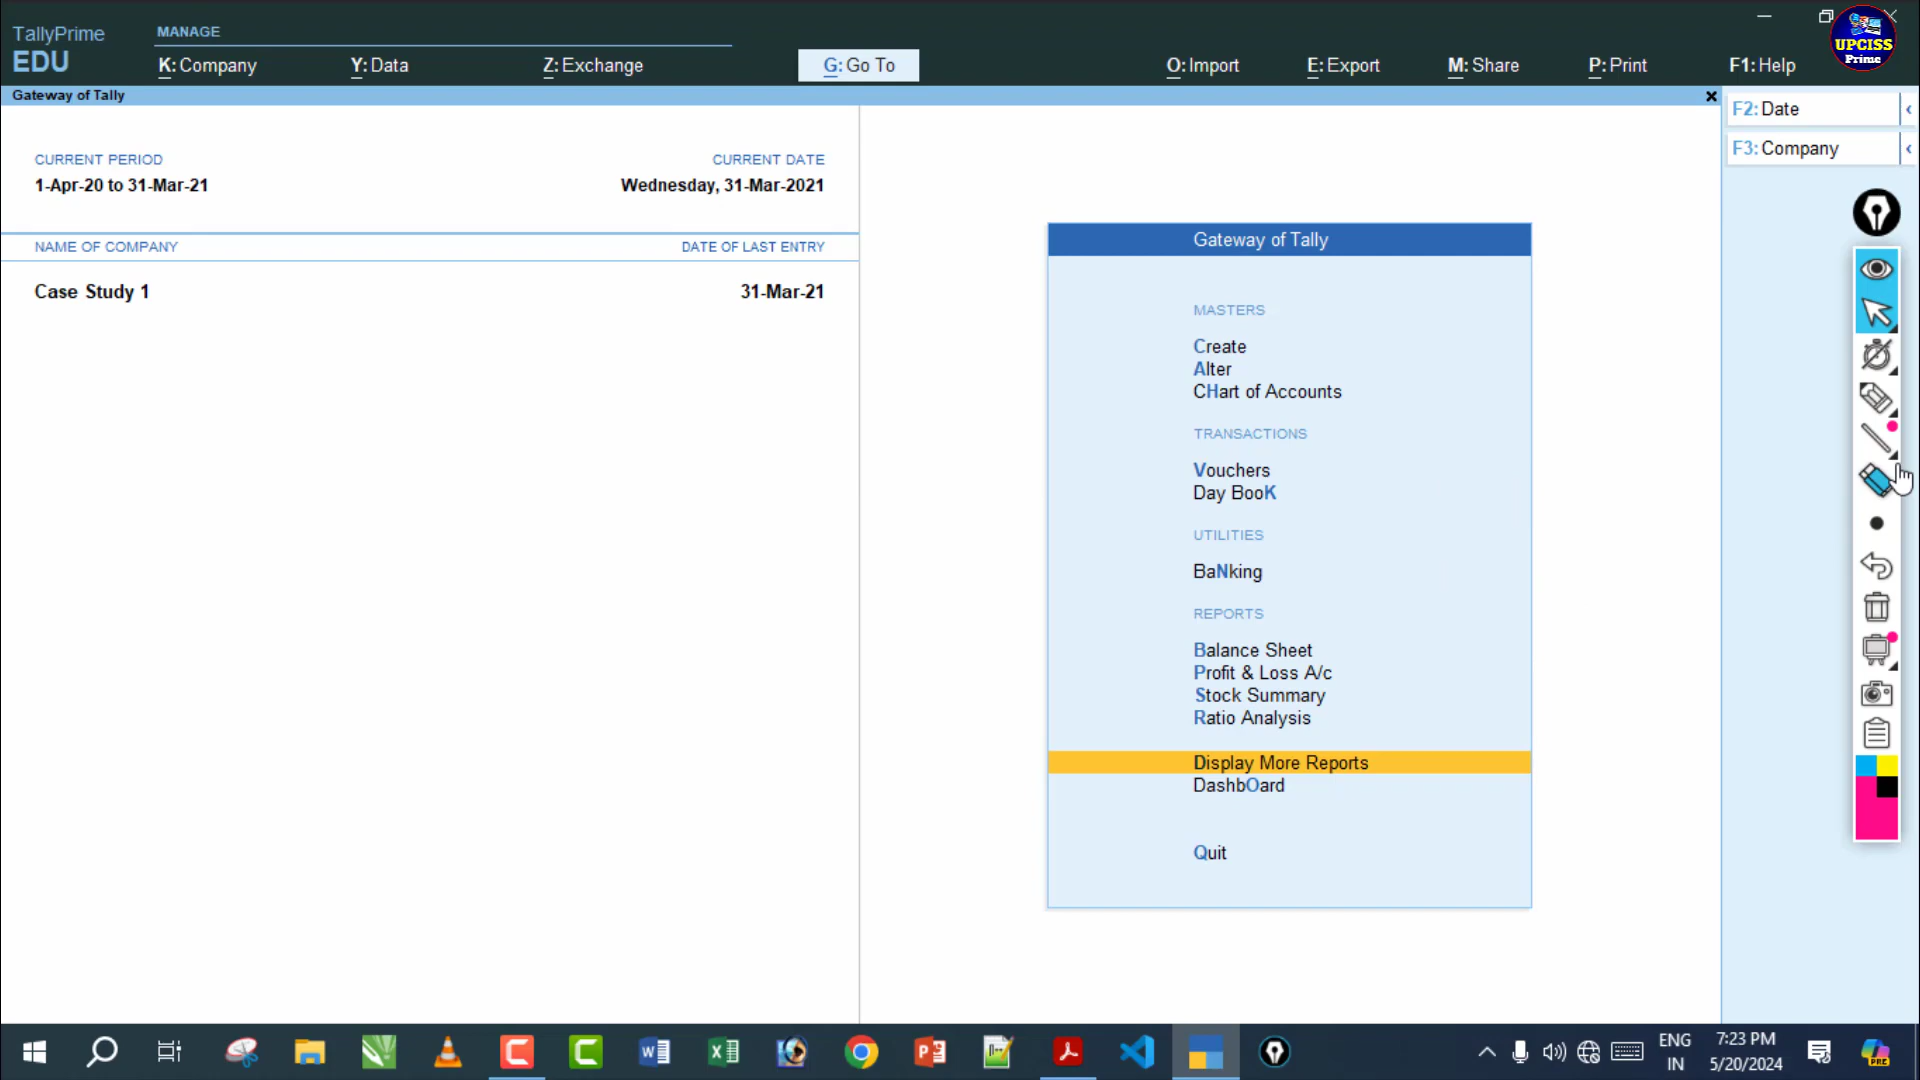 TallyPrime
EDU
MANAGE
K: Company
Y: Data
Z: Exchange
G: Go To
O: Import
E: Export
M: Share
P: Print
F1: Help
UPCISS
Prime
Gateway of Tally
F2: Date
F3: Company
CURRENT PERIOD
CURRENT DATE
1-Apr-20 to 31-Mar-21
Wednesday, 31-Mar-2021
NAME OF COMPANY
DATE OF LAST ENTRY
Case Study 1
31-Mar-21
Gateway of Tally
MASTERS
Create
Alter
CHart of Accounts
TRANSACTIONS
Vouchers
Day BooK
UTILITIES
BaNking
REPORTS
Balance Sheet
Profit & Loss A/c
Stock Summary
Ratio Analysis
Display More Reports
DashbOard
Quit
ENG
IN
7:23 PM
5/20/2024